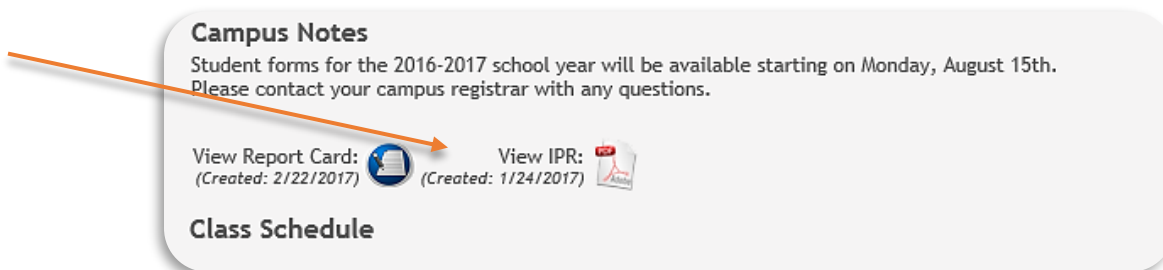 Campus Notes
Student forms for the 2016-2017 school year will be available starting on Monday, August 15th.
Please contact your campus registrar with any questions.
View Report Card:
(Created: 2/22/2017)
View IPR:
(Created: 1/24/2017)
PDF
Adobe
Class Schedule